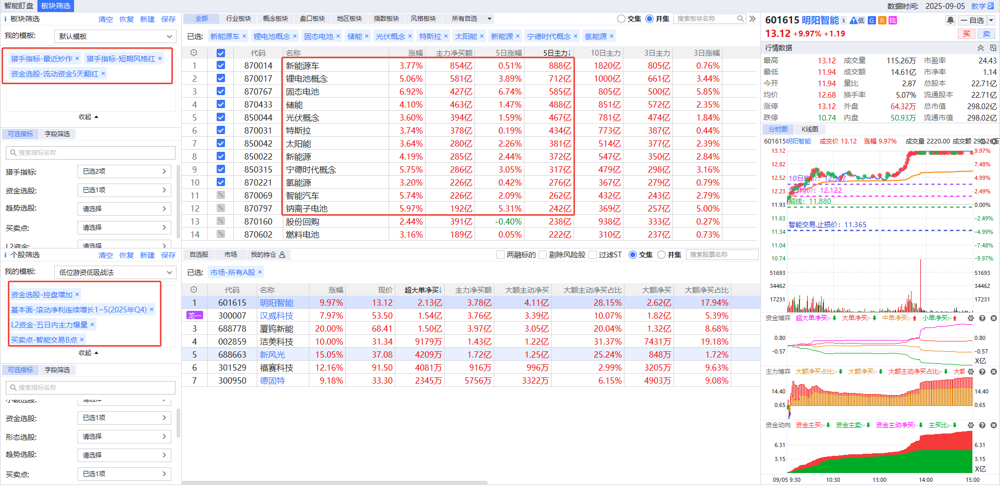 智能盯盘 板块筛选 数据时间: 2025-09-05 教学
板块筛选 清空 恢复 新建 保存
我的模板: 默认模板
猎手指标-最近炒作 × 猎手指标-短期风格红 ×
资金选股-流动资金5天翻红 ×
收起
可选指标 字段筛选
搜索指标名称
猎手指标: 已选2项
资金选股: 已选1项
趋势选股: 请选择
买卖点: 请选择
L2资金: 请选择
个股筛选 清空 恢复 新建 保存
我的模板: 低位游资低吸战法
资金选股-控盘增加 ×
基本面-滚动净利连续增长1~5(2025年Q4) ×
L2资金-五日内主力爆量 ×
买卖点-智能交易B点 ×
收起
可选指标 字段筛选
搜索指标名称
小额选股: 请选择
资金选股: 已选1项
形态选股: 请选择
趋势选股: 请选择
买卖点: 已选1项
全部 行业板块 概念板块 盘口板块 地区板块 指数板块 风格板块 所有自选 交集 并集 搜索板块名称
已选: 新能源车 × 锂电池概念 × 固态电池 × 储能 × 光伏概念 × 特斯拉 × 太阳能 × 新能源 × 宁德时代概念 × 氢能源 ×
代码 名称 涨幅 主力净买额 5日涨幅 5日主力↓ 10日主力 3日主力 3日涨幅
1 870014 新能源车 3.77% 854亿 0.51% 888亿 1820亿 805亿 0.76%
2 870017 锂电池概念 5.06% 581亿 3.89% 712亿 1000亿 661亿 3.44%
3 870767 固态电池 6.92% 427亿 6.74% 585亿 805亿 500亿 5.85%
4 870433 储能 4.10% 463亿 1.47% 488亿 851亿 572亿 2.35%
5 850044 光伏概念 3.60% 394亿 1.59% 467亿 781亿 474亿 1.84%
6 870031 特斯拉 3.74% 378亿 0.19% 434亿 773亿 387亿 0.44%
7 850042 太阳能 3.64% 280亿 2.26% 381亿 514亿 377亿 2.39%
8 850022 新能源 4.19% 285亿 2.44% 372亿 547亿 350亿 2.84%
9 850315 宁德时代概念 5.75% 286亿 3.05% 317亿 479亿 298亿 3.16%
10 870221 氢能源 3.20% 226亿 0.42% 276亿 367亿 279亿 0.79%
11 870069 智能汽车 5.74% 226亿 2.09% 262亿 432亿 243亿 2.79%
12 870797 钠离子电池 5.97% 192亿 5.31% 242亿 369亿 257亿 5.00%
13 870160 股份回购 2.44% 391亿 -0.40% 238亿 938亿 333亿 0.27%
14 870602 燃料电池 3.16% 189亿 0.05% 222亿 310亿 237亿 0.73%
自选股 市场 我的持仓 两融标的 剔除风险股 过滤ST 交集 并集 搜索股票名称
已选: 市场-所有A股 ×
代码 名称 涨幅 现价 超大单净买↓ 主力净买额 大额主动净买 大额主动净买占比 大额净买 大额净买占比
1 601615 明阳智能 9.97% 13.12 2.13亿 3.78亿 4.11亿 28.15% 2.62亿 17.94%
龙一 300007 汉威科技 7.97% 53.50 1.54亿 3.76亿 3.39亿 10.07% 1.82亿 5.39%
3 688778 厦钨新能 20.00% 68.41 1.50亿 3.97亿 3.05亿 20.04% 1.32亿 8.68%
4 002859 洁美科技 10.00% 31.34 9179万 1.43亿 1.22亿 31.37% 7431万 19.18%
5 688663 新风光 15.05% 37.08 4209万 1.72亿 1.25亿 25.24% 848万 1.72%
6 301529 福赛科技 12.16% 91.50 4081万 916万 996万 2.99% 3205万 9.63%
7 300950 德固特 9.18% 33.30 2345万 5756万 3322万 6.15% 4903万 9.08%
601615 明阳智能 i 低 G R 陆 一 自选
13.12 +9.97% +1.19 买 卖
行情数据
最高 13.12 成交量 115.26万 市盈率 24.43
最低 11.94 成交额 14.61亿 市净率 1.14
今开 11.94 量比 2.87 总股本 22.71亿
均价 12.68 换手率 5.07% 流通股本 22.71亿
涨停 13.12 外盘 64.32万 总市值 298.02亿
跌停 10.74 内盘 50.93万 流通市值 298.02亿
分时图 K线图
601615明阳智能 成交价 13.12 涨幅 9.97% 成交量 2220.00 成交额
13.12 9.97%
12.82 7.48%
12.52 4.99%
12.23 12.122 2.49%
能线: 11.880
11.93 0.00%
11.63 -2.49%
智能交易.止损价: 11.365
11.34 -4.99%
11.04 -7.48%
10.74 -9.97%
51693 51693
34462 34462
17231 17231
资金博弈 超大单净买:- 大单净买:- 中单净买:- 小单净买:-
0.80 0.80
-0.57 -0.57
X亿
主力博弈 大额净买占比:- 大额净买:- 大额主动净买占比:- 大额
14.40 14.40
0.65 0.65
资金动向 资金主买:- 资金主卖:- 资金主动净买:- 主买比:-
6.31 6.31
3.15 3.15
X亿
09/05 9:30 10:30 13:00 14:00 15:00